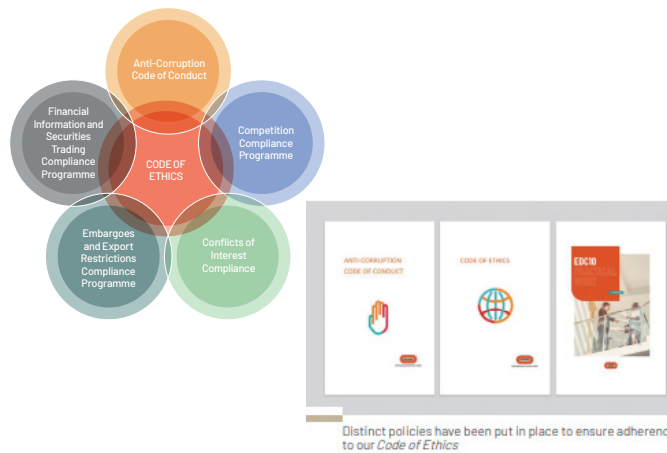 Anti-Corruption
Code of Conduct
Financial
Information and
Securities
Trading
Compliance
Programme
Competition
Compliance
Programme
CODE OF
ETHICS
Embargoes
and Export
Restrictions
Compliance
Programme
Conflicts of
Interest
Compliance
ANTI-CORRUPTION
CODE OF CONDUCT
CODE OF ETHICS
EDC10
PRACTICAL
GUIDE
Distinct policies have been put in place to ensure adherenc
to our Code of Ethics